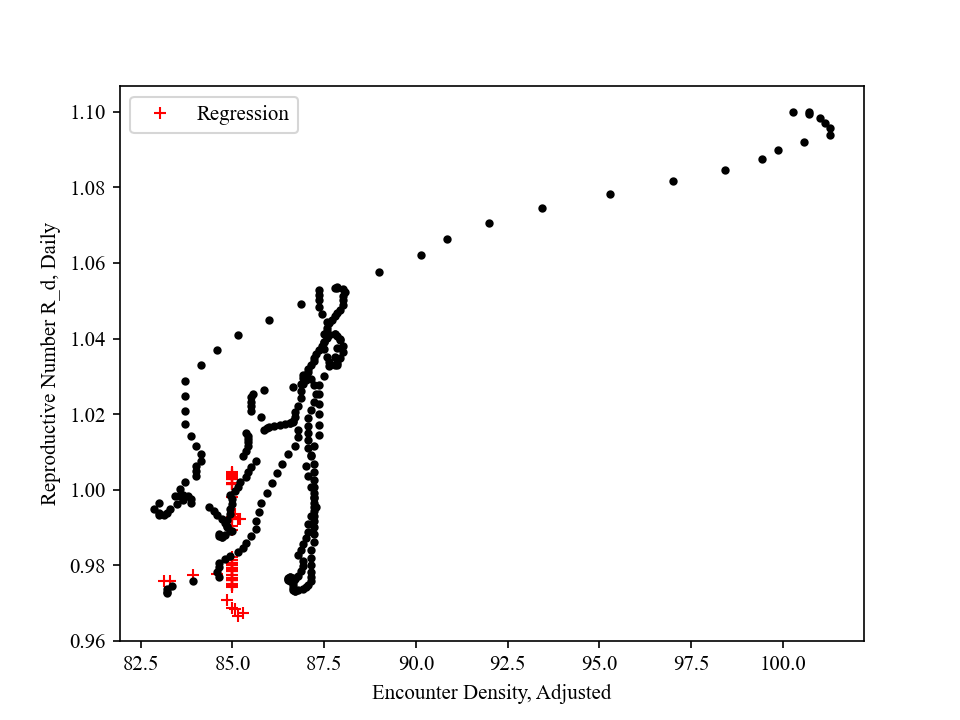 Regression
1.10
1.08
1.06
1.04
1.02
1.00
0.98
0.96
Reproductive Number R_d, Daily
82.5 85.0 87.5 90.0 92.5 95.0 97.5 100.0
Encounter Density, Adjusted